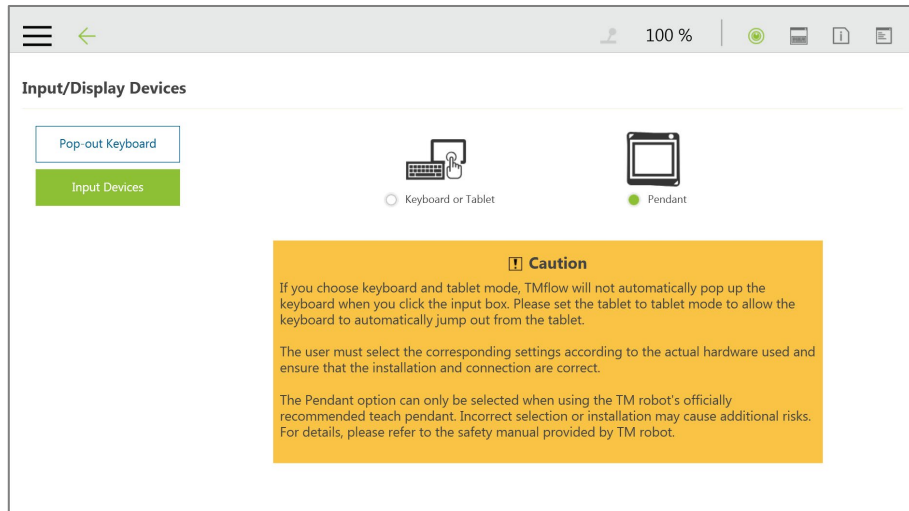 100 %
Input/Display Devices
Pop-out Keyboard
Input Devices
Keyboard or Tablet
Pendant
Caution
If you choose keyboard and tablet mode, TMflow will not automatically pop up the
keyboard when you click the input box. Please set the tablet to tablet mode to allow the
keyboard to automatically jump out from the tablet.
The user must select the corresponding settings according to the actual hardware used and
ensure that the installation and connection are correct.
The Pendant option can only be selected when using the TM robot's officially
recommended teach pendant. Incorrect selection or installation may cause additional risks.
For details, please refer to the safety manual provided by TM robot.